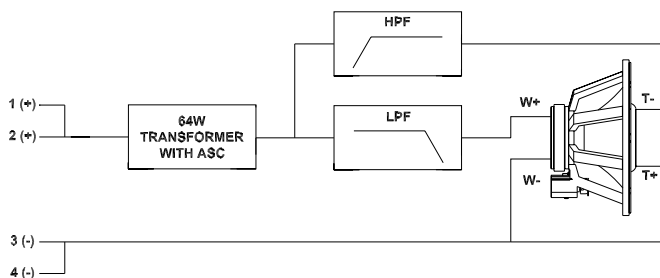 HPF
1 (+)
2 (+)
64W
TRANSFORMER
WITH ASC
LPF
W+
W-
T-
T+
3 (-)
4 (-)